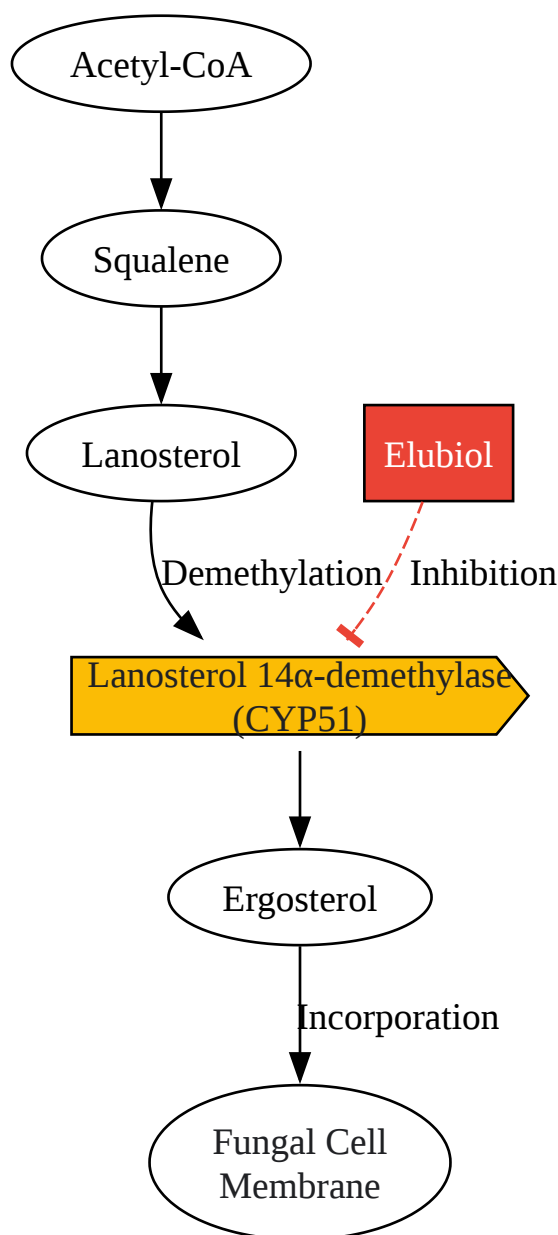 Acetyl-CoA
Squalene
Lanosterol
Elubiol
Demethylation
Inhibition
Lanosterol 14α-demethylase
(CYP51)
Ergosterol
Incorporation
Fungal Cell
Membrane